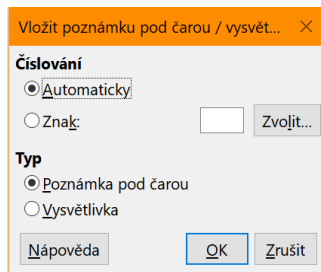 Vložit poznámku pod čarou / vysvět...
Číslování
Automaticky
Znak:
Zvolit...
Typ
Poznámka pod čarou
Vysvětlivka
Nápověda
OK
Zrušit